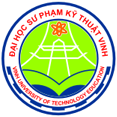 ĐẠI HỌC SƯ PHẠM KỸ THUẬT VINH
VINH UNIVERSITY OF TECHNOLOGY EDUCATION